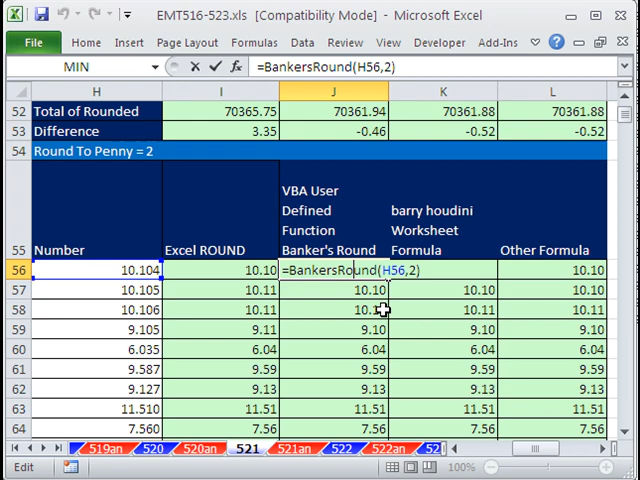 EMT516-523.xls [Compatibility Mode] - Microsoft Excel
File Home Insert Page Layout Formulas Data Review View Developer Add-Ins
MIN fx =BankersRound(H56,2)
H I J K L
52 Total of Rounded 70365.75 70361.94 70361.88 70361.88
53 Difference 3.35 -0.46 -0.52 -0.52
54 Round To Penny = 2
VBA User
Defined barry houdini
Function Worksheet
55 Number Excel ROUND Banker's Round Formula Other Formula
56 10.104 10.10 =BankersRound(H56,2) 10.10
57 10.105 10.11 10.10 10.10 10.10
58 10.106 10.11 10.11 10.11
59 9.105 9.11 9.10 9.10 9.10
60 6.035 6.04 6.04 6.04 6.04
61 9.587 9.59 9.59 9.59 9.59
62 9.127 9.13 9.13 9.13 9.13
63 11.510 11.51 11.51 11.51 11.51
64 7.560 7.56 7.56 7.56 7.56
519an 520 520an 521 521an 522 522an 52
Edit 100%